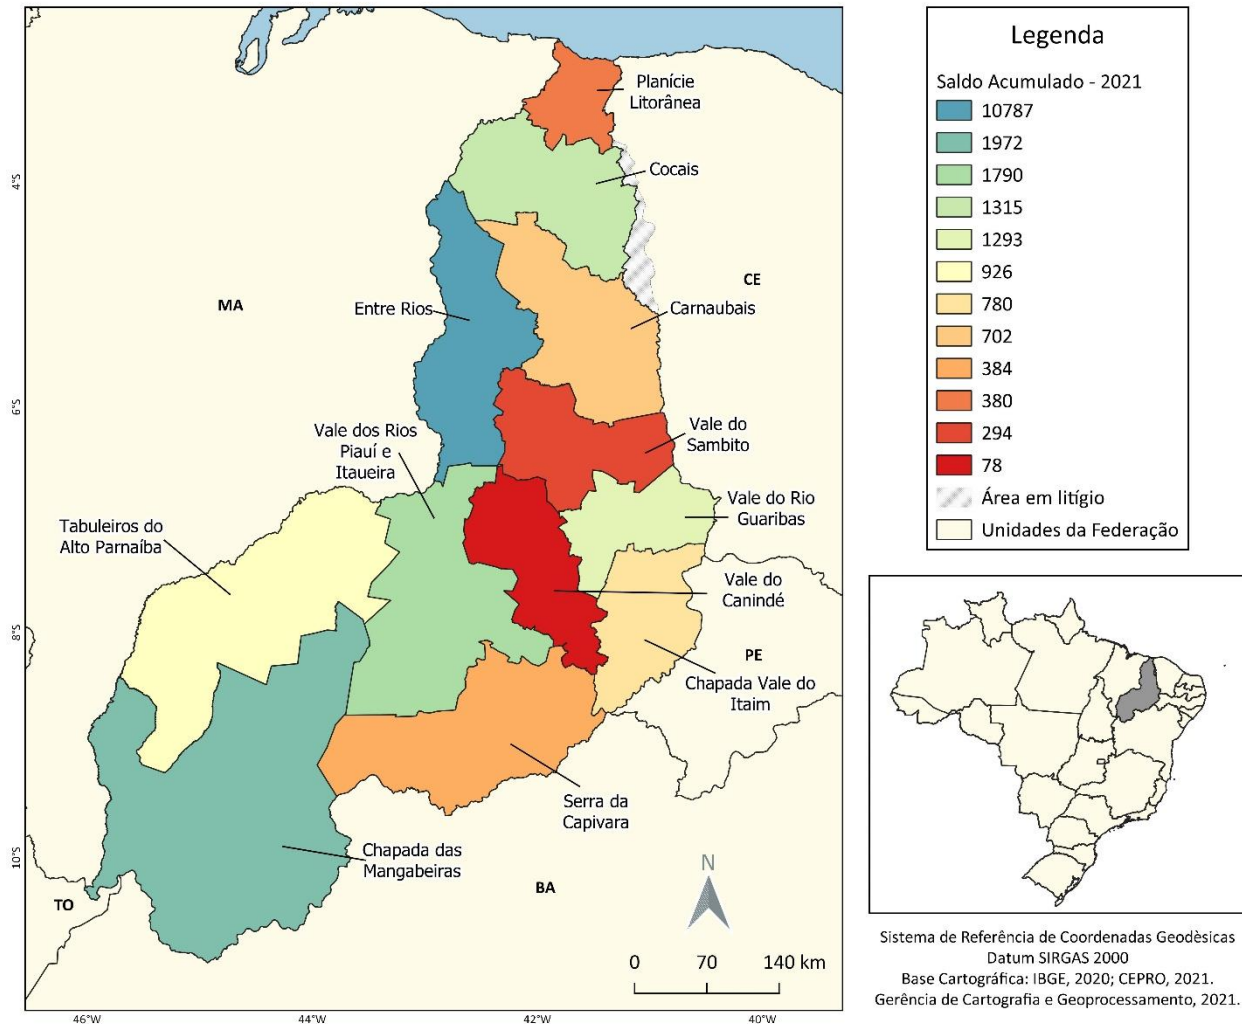 Planície
Litorânea
Cocais
CE
MA
Entre Rios
Carnaubais
Vale dos Rios
Piauí e
Itaueira
Vale do
Sambito
Tabuleiros do
Alto Parnaíba
Vale do Rio
Guaribas
Vale do
Canindé
PE
Chapada Vale do
Itaim
Serra da
Capivara
Chapada das
Mangabeiras
BA
TO
N
0 70 140 km
4°S
6°S
8°S
10°S
46°W 44°W 42°W 40°W
Legenda
Saldo Acumulado - 2021
10787
1972
1790
1315
1293
926
780
702
384
380
294
78
Área em litígio
Unidades da Federação
Sistema de Referência de Coordenadas Geodèsicas
Datum SIRGAS 2000
Base Cartográfica: IBGE, 2020; CEPRO, 2021.
Gerência de Cartografia e Geoprocessamento, 2021.